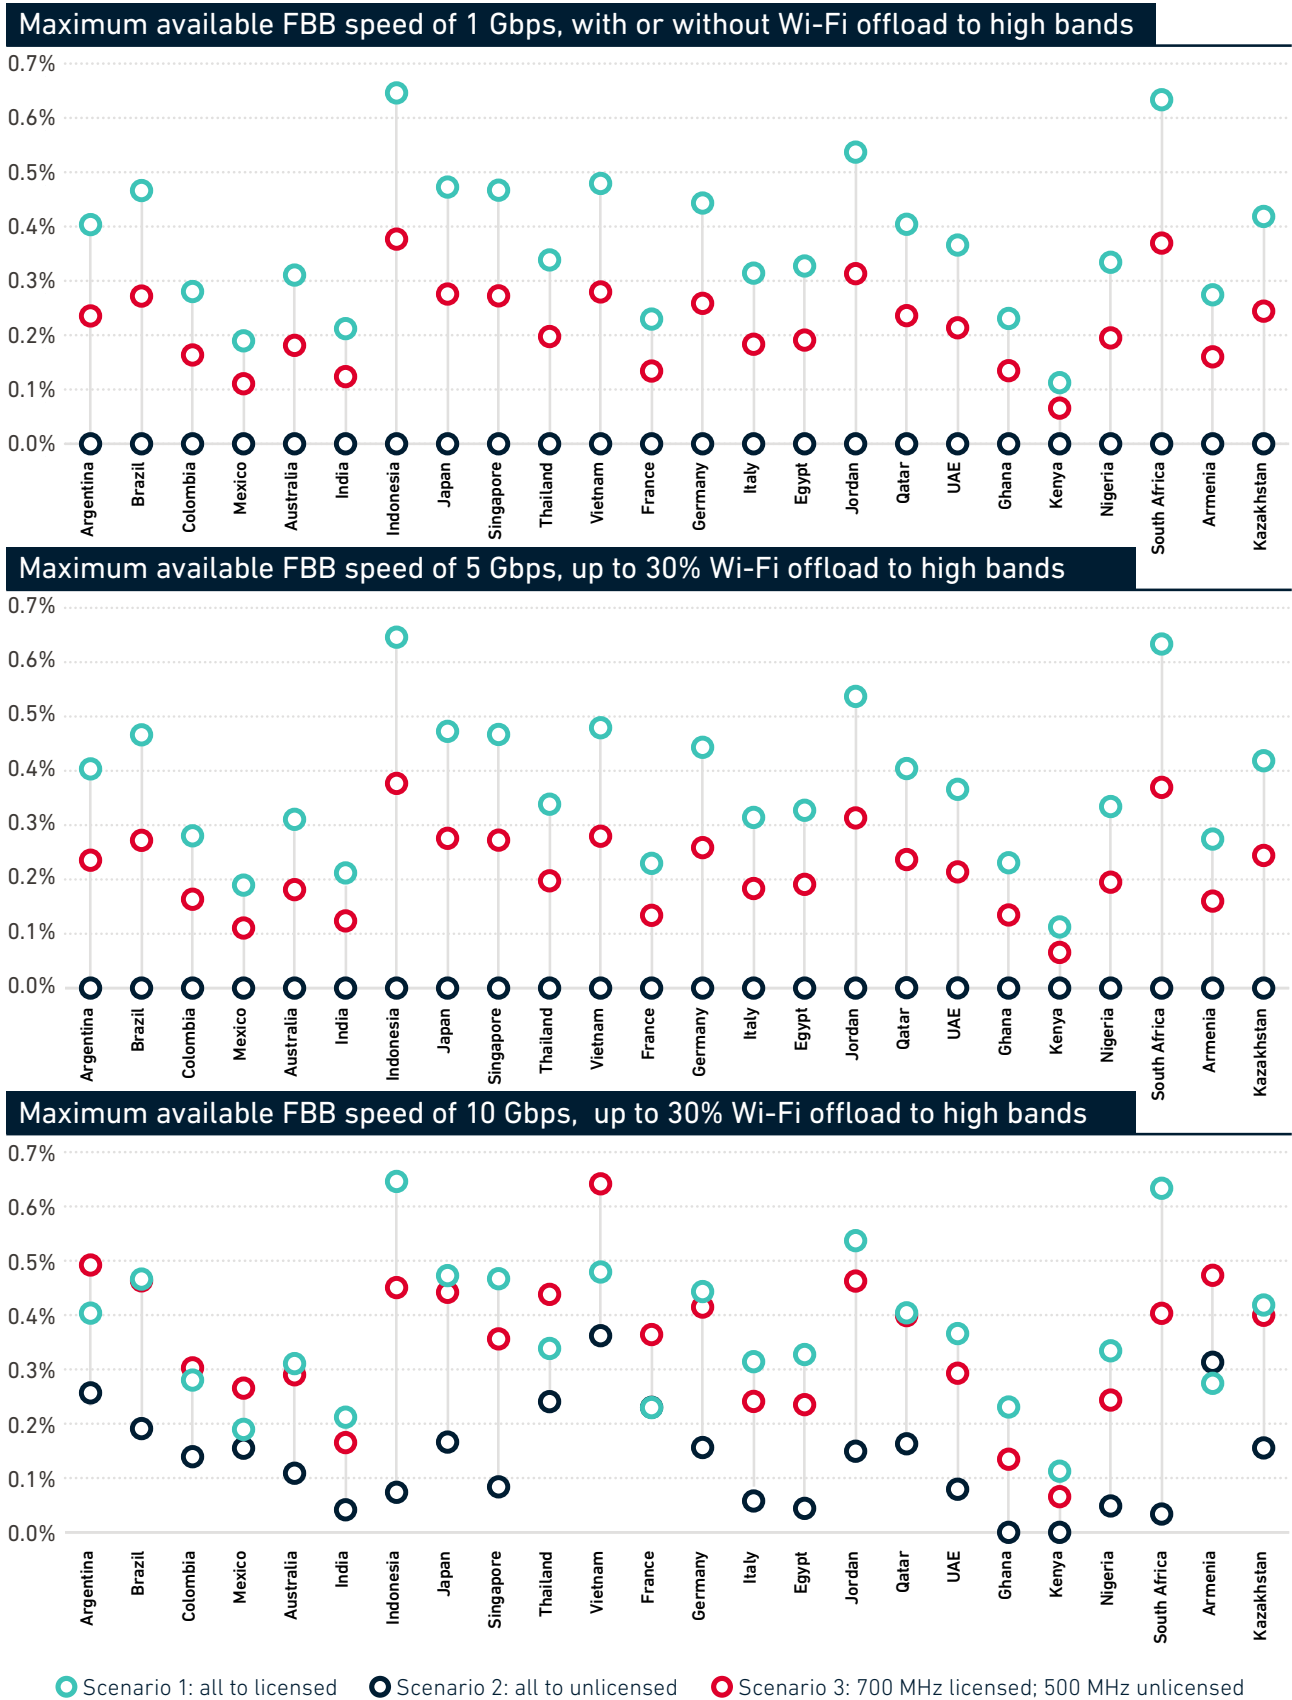 Maximum available FBB speed of 1 Gbps, with or without Wi-Fi offload to high bands
0.7%
0.6%
0.5%
0.4%
0.3%
0.2%
0.1%
0.0%
Argentina
Brazil
Colombia
Mexico
Australia
India
Indonesia
Japan
Singapore
Thailand
Vietnam
France
Germany
Italy
Egypt
Jordan
Qatar
UAE
Ghana
Kenya
Nigeria
South Africa
Armenia
Kazakhstan
Maximum available FBB speed of 5 Gbps, up to 30% Wi-Fi offload to high bands
0.7%
0.6%
0.5%
0.4%
0.3%
0.2%
0.1%
0.0%
Argentina
Brazil
Colombia
Mexico
Australia
India
Indonesia
Japan
Singapore
Thailand
Vietnam
France
Germany
Italy
Egypt
Jordan
Qatar
UAE
Ghana
Kenya
Nigeria
South Africa
Armenia
Kazakhstan
Maximum available FBB speed of 10 Gbps, up to 30% Wi-Fi offload to high bands
0.7%
0.6%
0.5%
0.4%
0.3%
0.2%
0.1%
0.0%
Argentina
Brazil
Colombia
Mexico
Australia
India
Indonesia
Japan
Singapore
Thailand
Vietnam
France
Germany
Italy
Egypt
Jordan
Qatar
UAE
Ghana
Kenya
Nigeria
South Africa
Armenia
Kazakhstan
Scenario 1: all to licensed
Scenario 2: all to unlicensed
Scenario 3: 700 MHz licensed; 500 MHz unlicensed